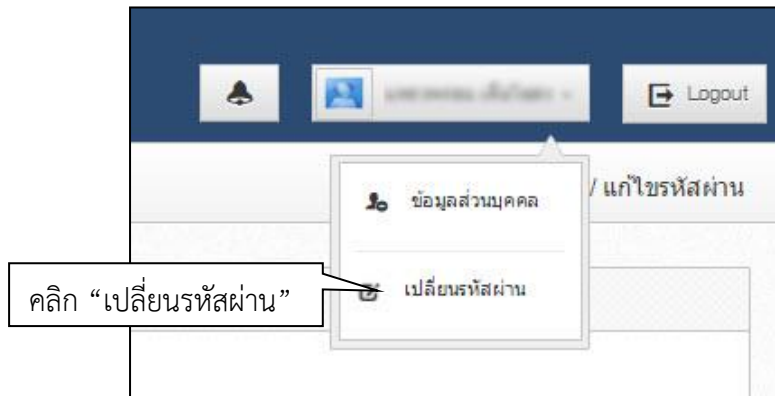 Logout
ข้อมูลส่วนบุคคล
/ แก้ไขรหัสผ่าน
เปลี่ยนรหัสผ่าน
คลิก “เปลี่ยนรหัสผ่าน”